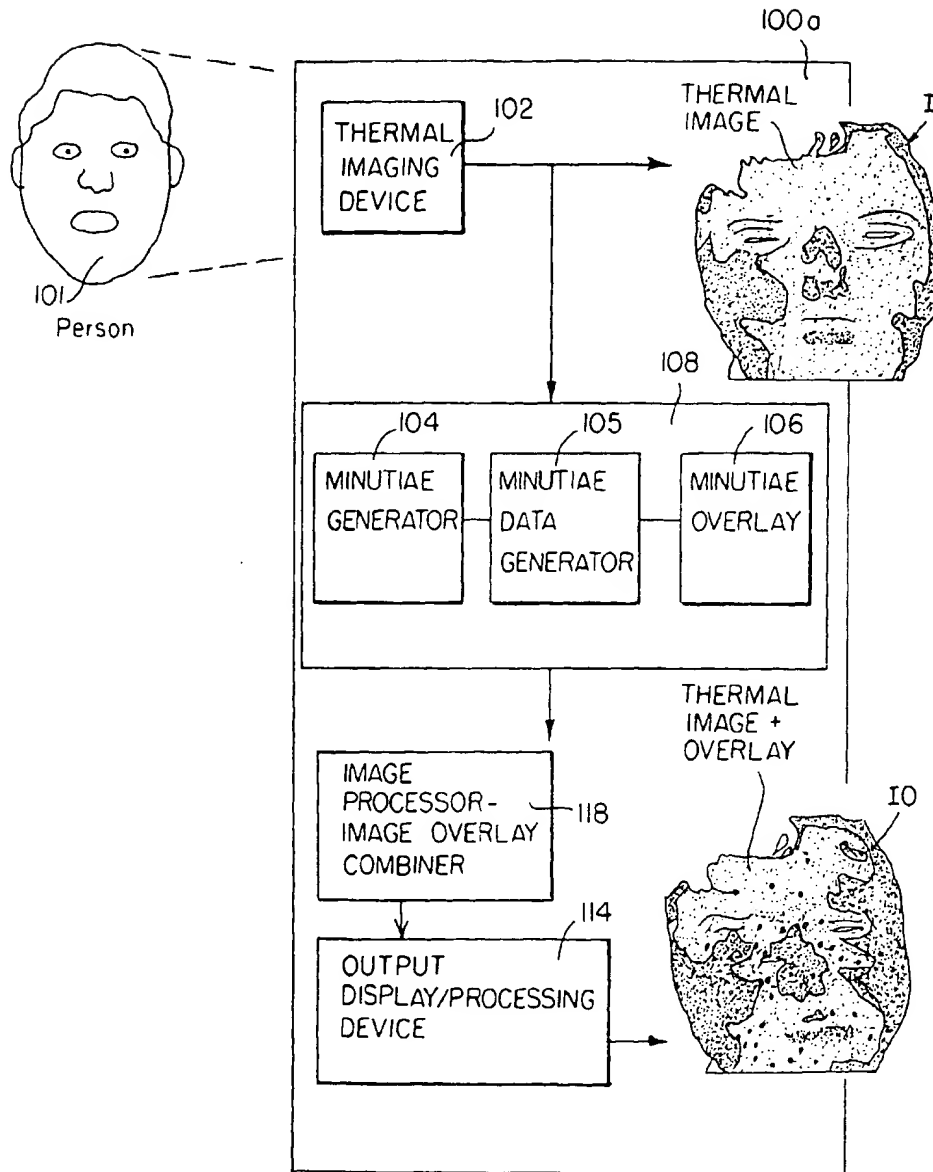 100a
THERMAL
IMAGE
I
102
THERMAL
IMAGING
DEVICE
101
Person
108
104
105
106
MINUTIAE
GENERATOR
MINUTIAE
DATA
GENERATOR
MINUTIAE
OVERLAY
THERMAL
IMAGE +
OVERLAY
IO
IMAGE
PROCESSOR-
IMAGE OVERLAY
COMBINER
118
114
OUTPUT
DISPLAY/PROCESSING
DEVICE